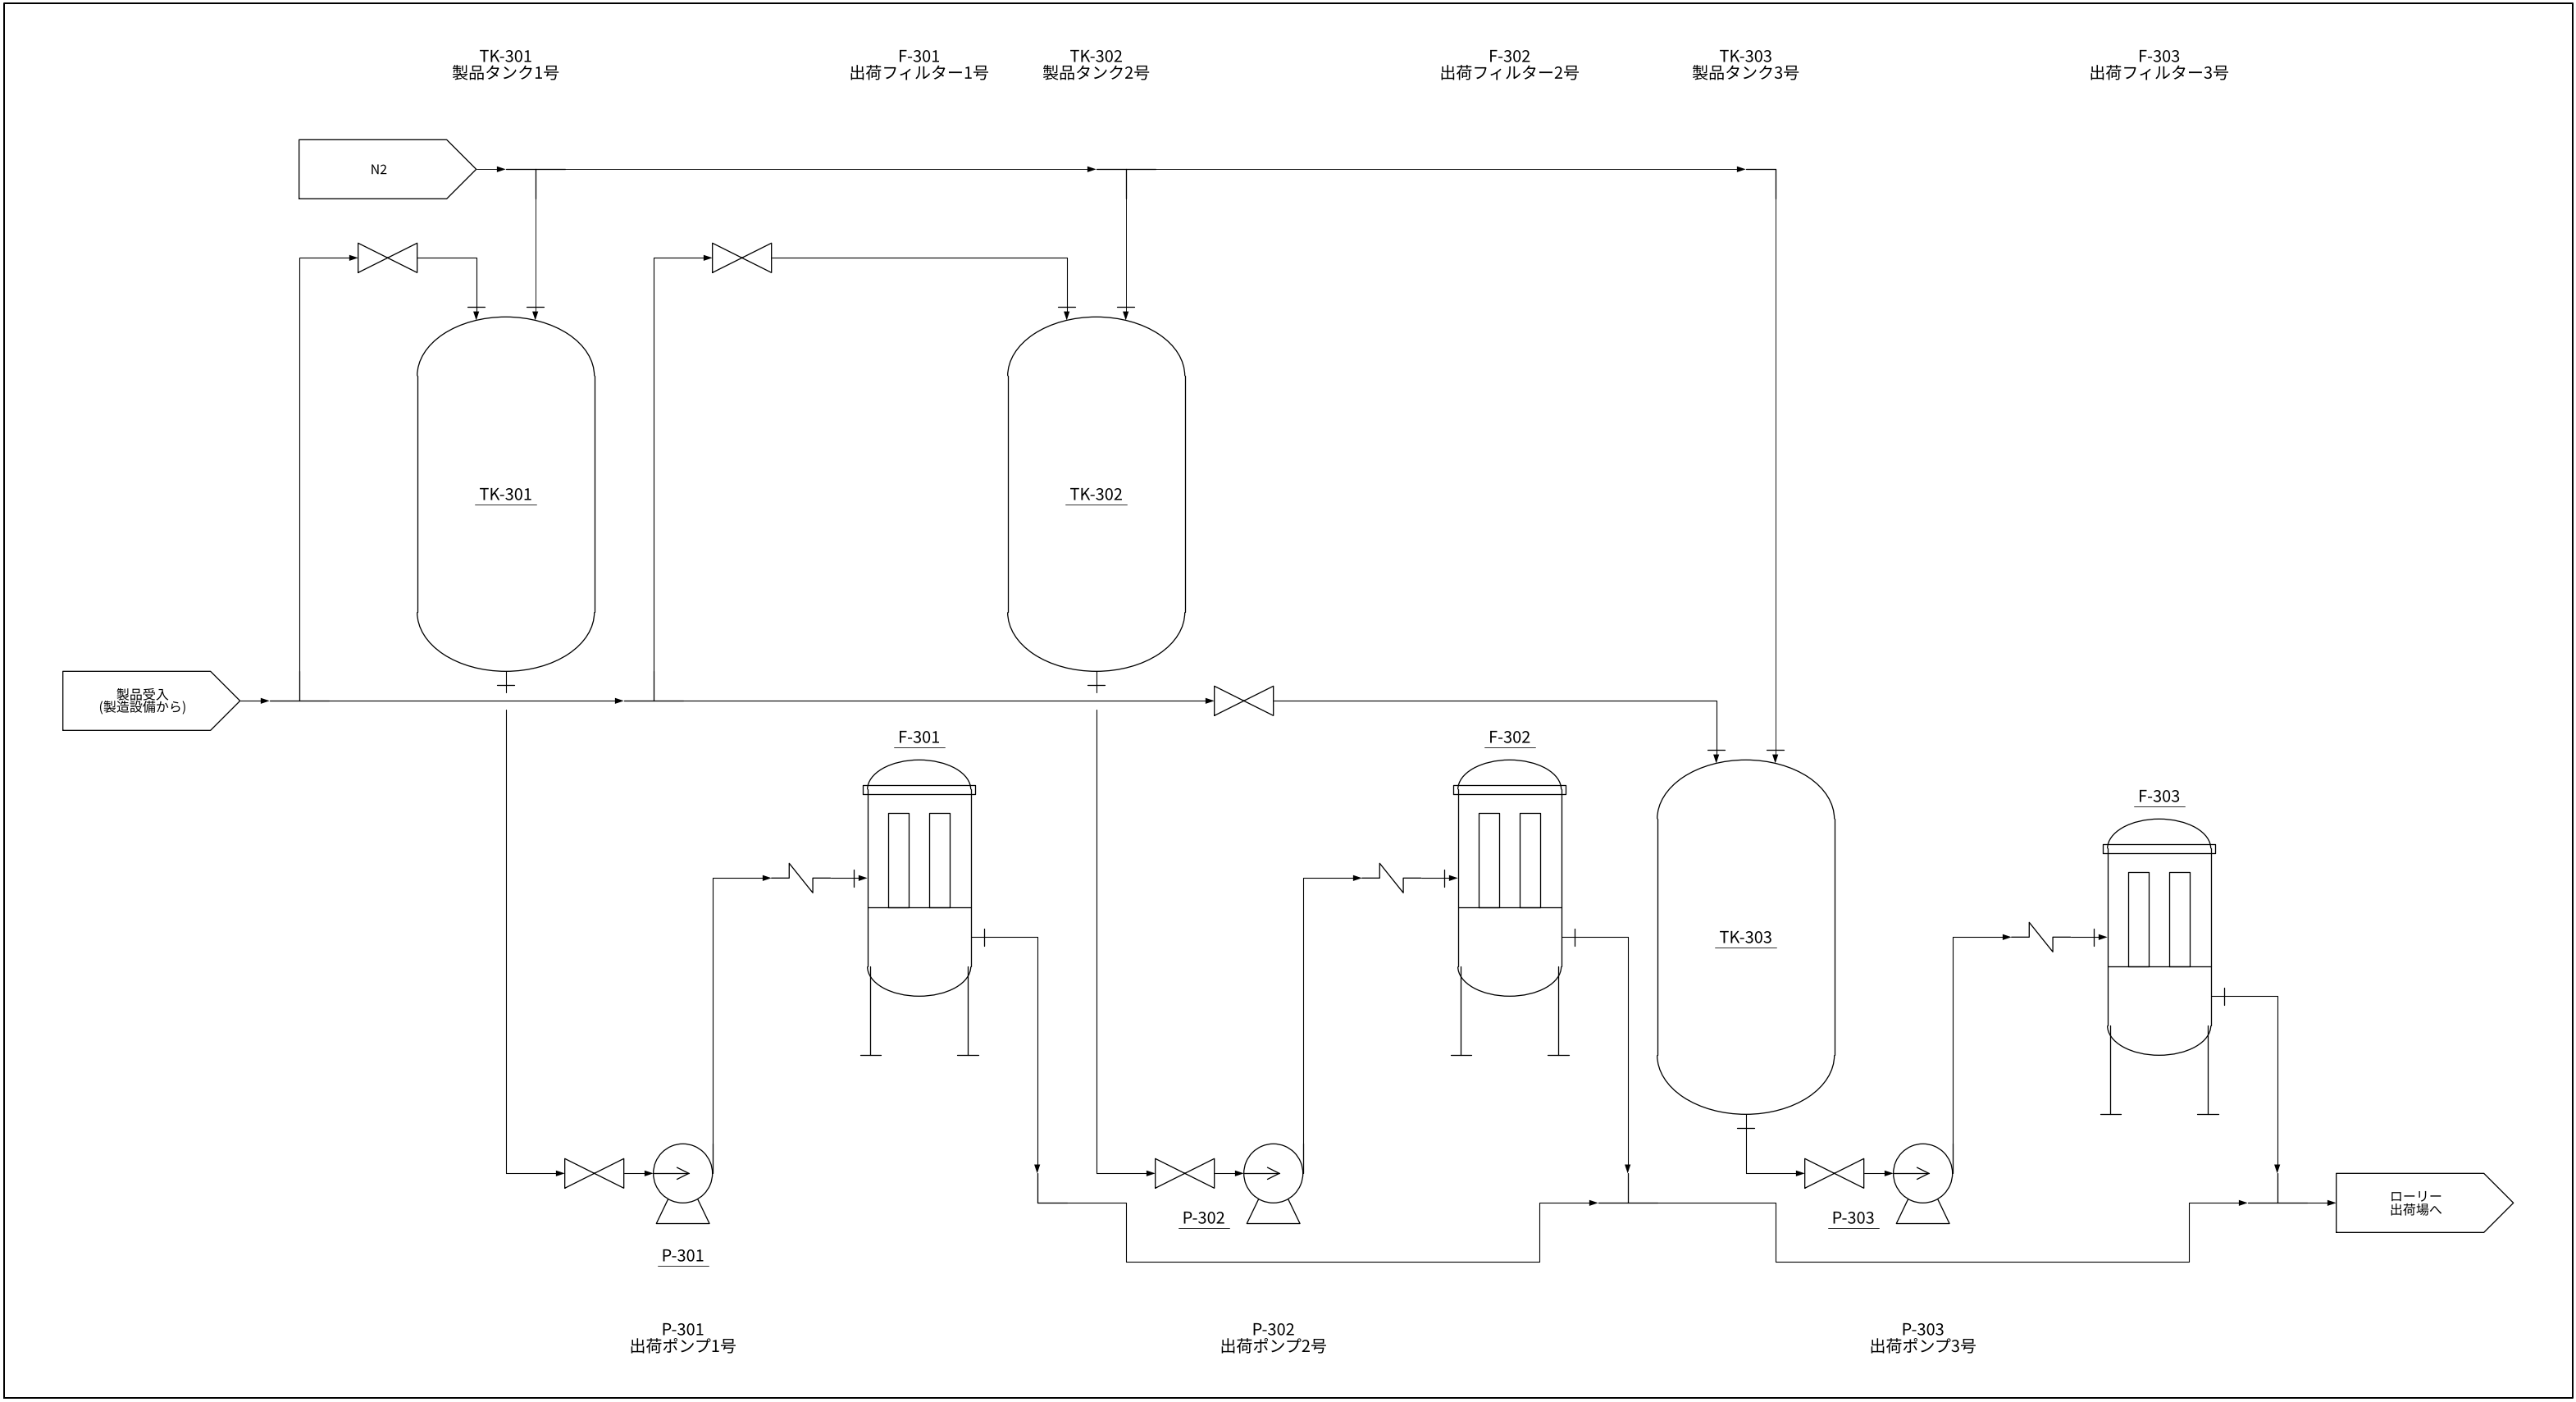 TK-301
製品タンク1号
F-301
出荷フィルター1号
TK-302
製品タンク2号
F-302
出荷フィルター2号
TK-303
製品タンク3号
F-303
出荷フィルター3号
N2
TK-301
TK-302
製品受入
(製造設備から)
F-301
F-302
F-303
TK-303
ローリー
出荷場へ
P-302
P-303
P-301
P-301
出荷ポンプ1号
P-302
出荷ポンプ2号
P-303
出荷ポンプ3号